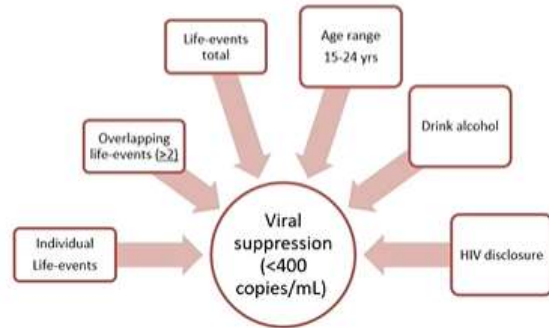 Life-events
total
Age range
15-24 yrs
Overlapping
life-events (≥2)
Drink alcohol
Individual
Life-events
Viral
suppression
(<400
copies/mL)
HIV disclosure